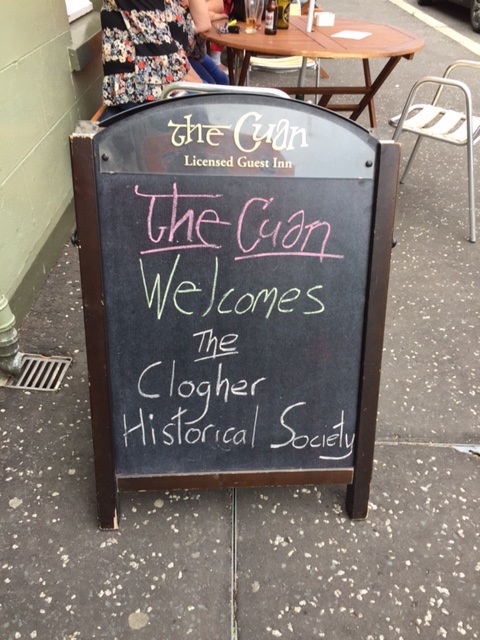 the Cuan
Licensed Guest Inn
The Cuan
Welcomes
The
Clogher
Historical Society